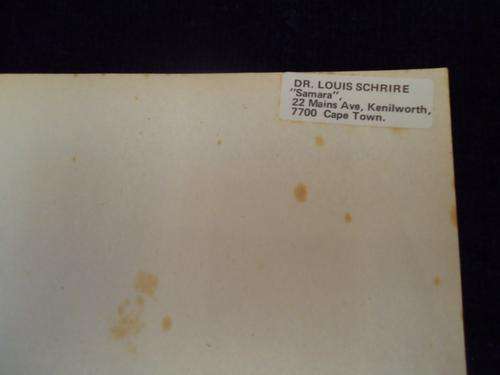 DR. LOUIS SCHRIRE
"Samara",
22 Mains Ave, Kenilworth,
7700 Cape Town.